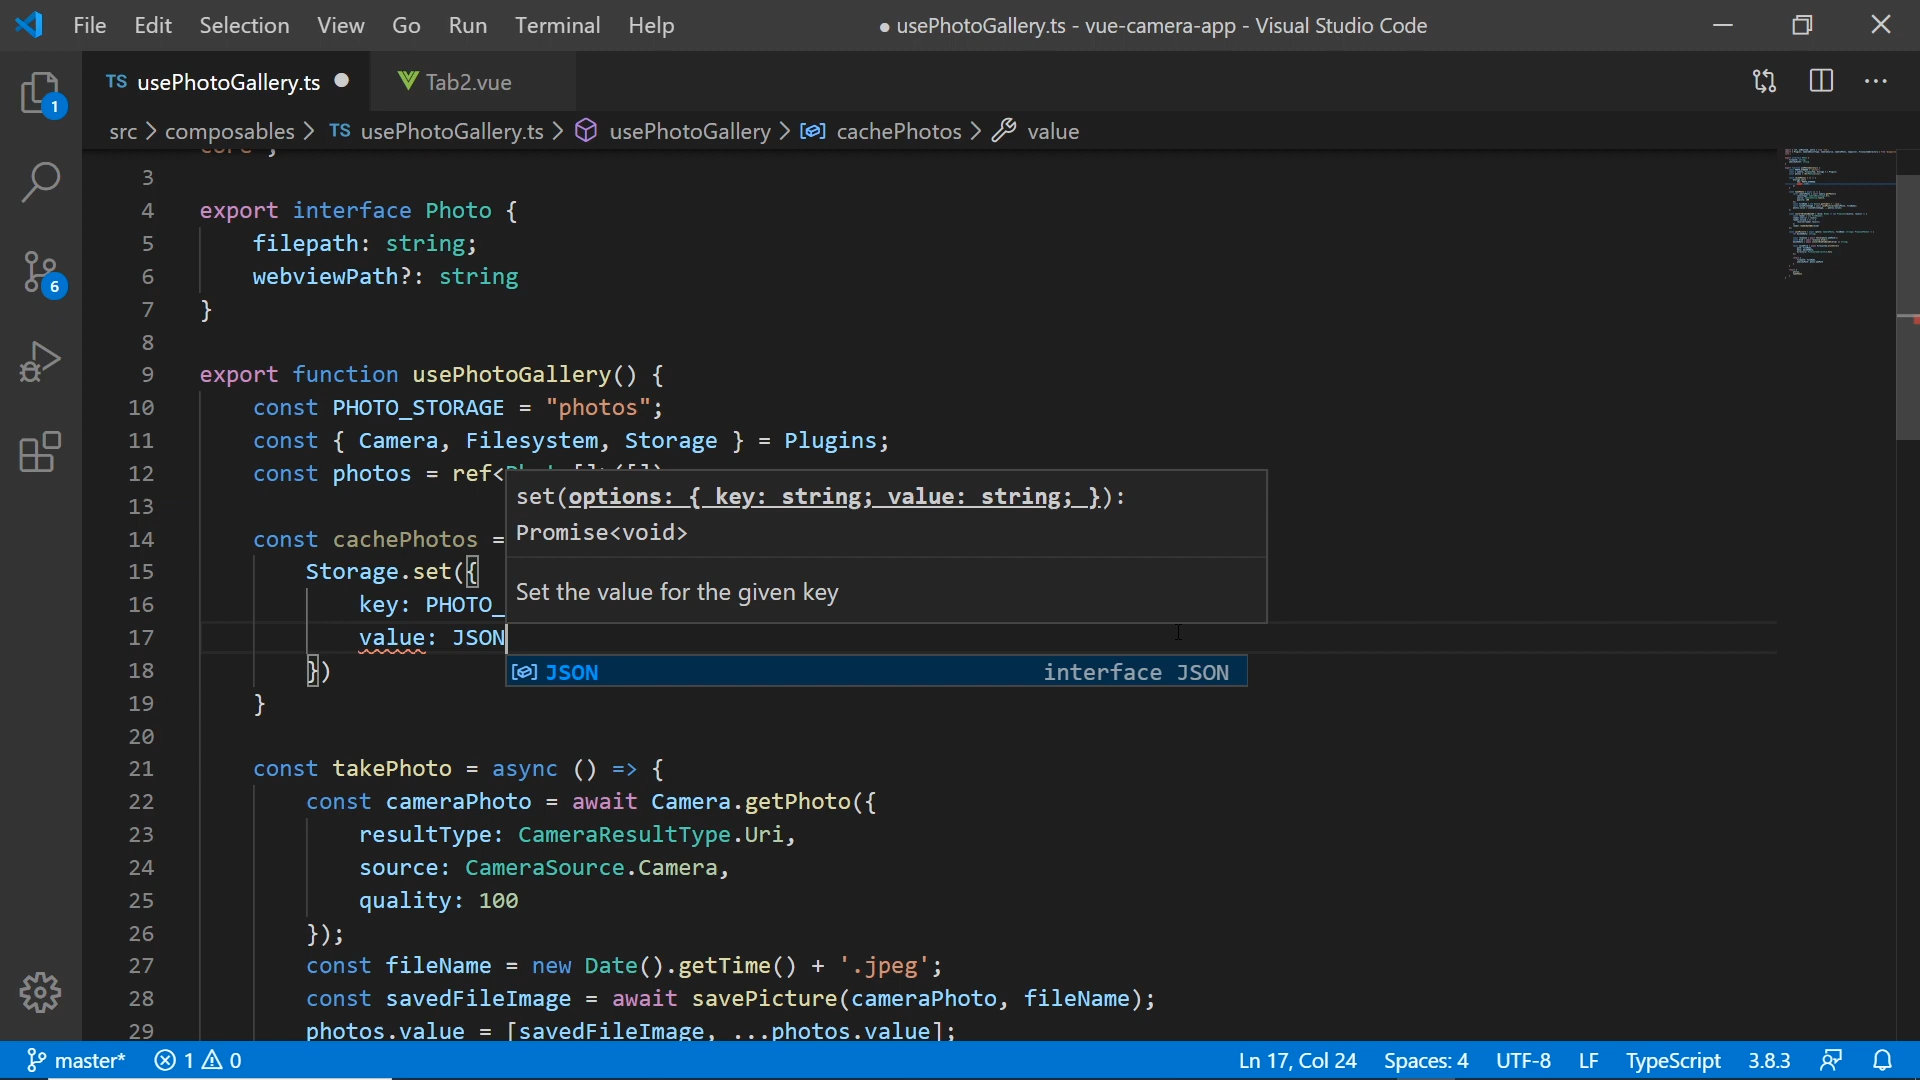 File Edit Selection View Go Run Terminal Help ● usePhotoGallery.ts - vue-camera-app - Visual Studio Code
TS usePhotoGallery.ts ● Tab2.vue
src > composables > TS usePhotoGallery.ts > usePhotoGallery > cachePhotos > value
1
6
3
4 export interface Photo {
5 filepath: string;
6 webviewPath?: string
7 }
8
9 export function usePhotoGallery() {
10 const PHOTO_STORAGE = "photos";
11 const { Camera, Filesystem, Storage } = Plugins;
12 const photos = ref<
13
14 const cachePhotos =
15 Storage.set({
16 key: PHOTO_
17 value: JSON
18 })
19 }
20
21 const takePhoto = async () => {
22 const cameraPhoto = await Camera.getPhoto({
23 resultType: CameraResultType.Uri,
24 source: CameraSource.Camera,
25 quality: 100
26 });
27 const fileName = new Date().getTime() + '.jpeg';
28 const savedFileImage = await savePicture(cameraPhoto, fileName);
29 photos.value = [savedFileImage, ...photos.value];
set(options: { key: string; value: string; }):
Promise<void>
Set the value for the given key
JSON interface JSON
master* 1 0 Ln 17, Col 24 Spaces: 4 UTF-8 LF TypeScript 3.8.3